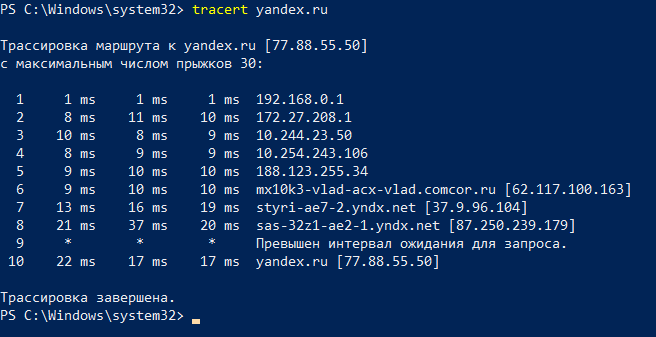 PS C:\Windows\system32> tracert yandex.ru
Трассировка маршрута к yandex.ru [77.88.55.50]
с максимальным числом прыжков 30:
1 1 ms 1 ms 1 ms 192.168.0.1
2 8 ms 11 ms 10 ms 172.27.208.1
3 10 ms 8 ms 9 ms 10.244.23.50
4 8 ms 9 ms 9 ms 10.254.243.106
5 9 ms 10 ms 10 ms 188.123.255.34
6 9 ms 10 ms 10 ms mx10k3-vlad-acx-vlad.comcor.ru [62.117.100.163]
7 13 ms 16 ms 19 ms styri-ae7-2.yndx.net [37.9.96.104]
8 21 ms 37 ms 20 ms sas-32z1-ae2-1.yndx.net [87.250.239.179]
9 * * * Превышен интервал ожидания для запроса.
10 22 ms 17 ms 17 ms yandex.ru [77.88.55.50]
Трассировка завершена.
PS C:\Windows\system32>